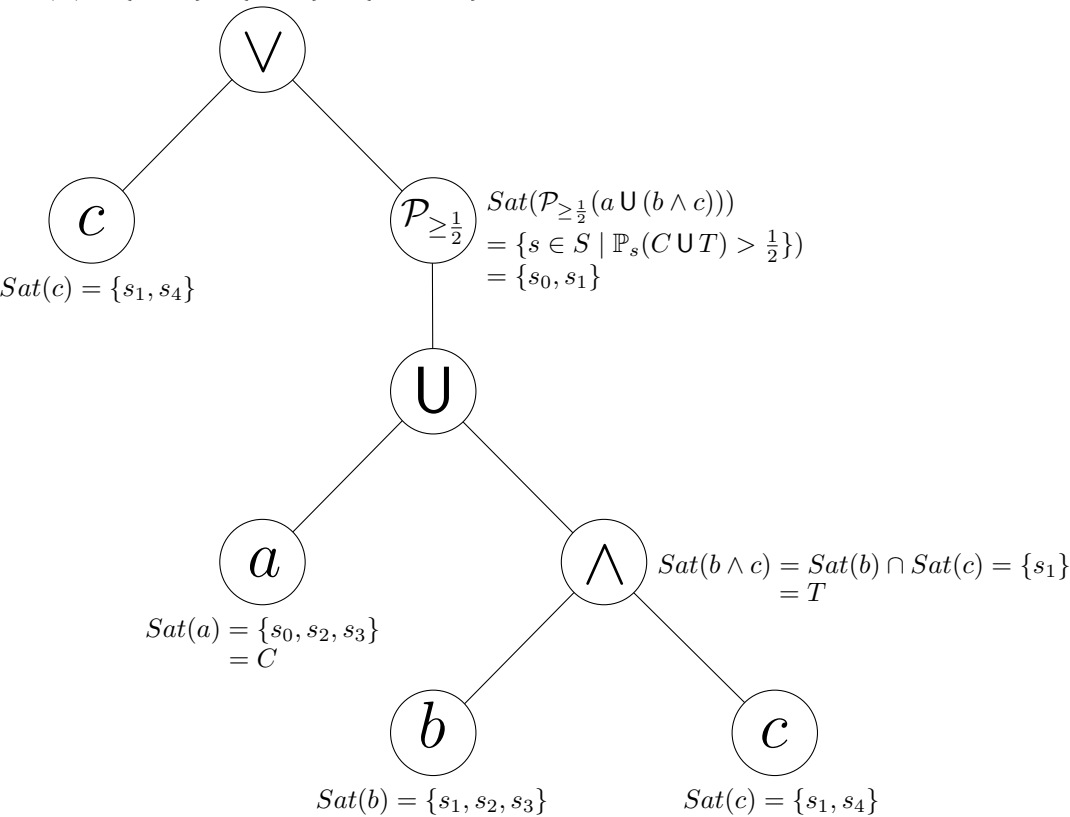 ∨
c
𝒫≥1/2
Sat(𝒫≥1/2(a U (b ∧ c)))
= {s ∈ S | ℙs(C U T) > 1/2})
= {s0, s1}
Sat(c) = {s1, s4}
U
a
∧
Sat(b ∧ c) = Sat(b) ∩ Sat(c) = {s1}
= T
Sat(a) = {s0, s2, s3}
= C
b
c
Sat(b) = {s1, s2, s3}
Sat(c) = {s1, s4}